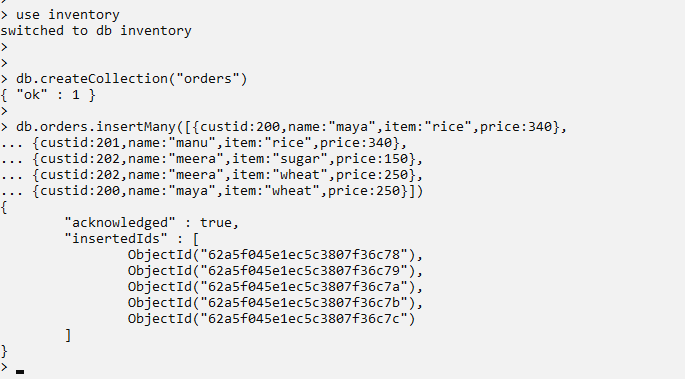 > use inventory
switched to db inventory
>
>
> db.createCollection("orders")
{ "ok" : 1 }
>
> db.orders.insertMany([{custid:200,name:"maya",item:"rice",price:340},
... {custid:201,name:"manu",item:"rice",price:340},
... {custid:202,name:"meera",item:"sugar",price:150},
... {custid:202,name:"meera",item:"wheat",price:250},
... {custid:200,name:"maya",item:"wheat",price:250}])
{
        "acknowledged" : true,
        "insertedIds" : [
                ObjectId("62a5f045e1ec5c3807f36c78"),
                ObjectId("62a5f045e1ec5c3807f36c79"),
                ObjectId("62a5f045e1ec5c3807f36c7a"),
                ObjectId("62a5f045e1ec5c3807f36c7b"),
                ObjectId("62a5f045e1ec5c3807f36c7c")
        ]
}
>